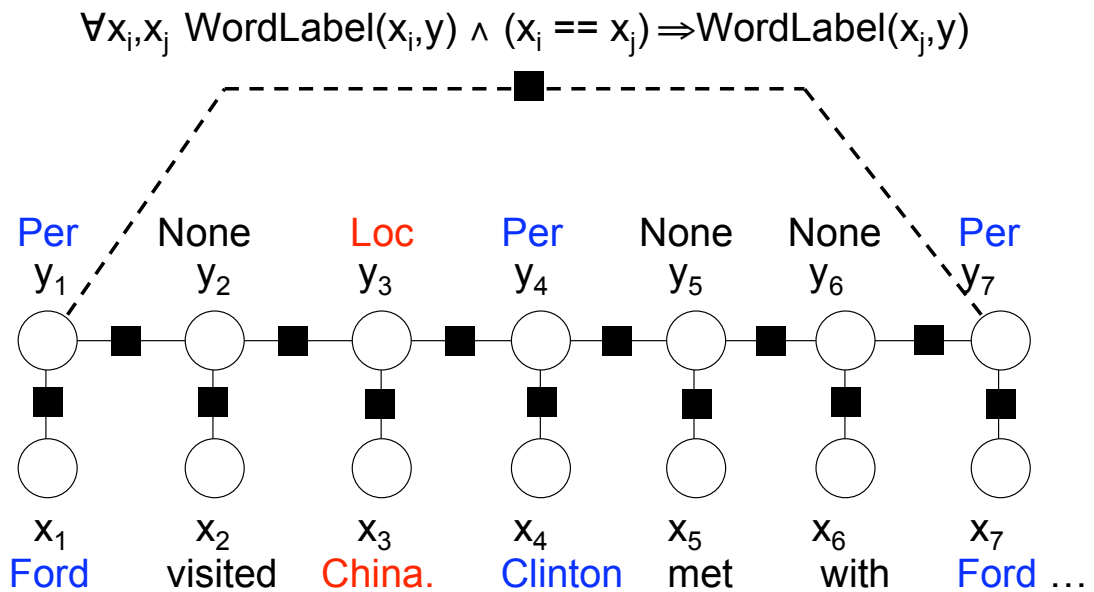 ∀xᵢ,xⱼ WordLabel(xᵢ,y) ∧ (xᵢ == xⱼ)⇒WordLabel(xⱼ,y)
Per None Loc Per None None Per
y₁ y₂ y₃ y₄ y₅ y₆ y₇
x₁ x₂ x₃ x₄ x₅ x₆ x₇
Ford visited China. Clinton met with Ford …